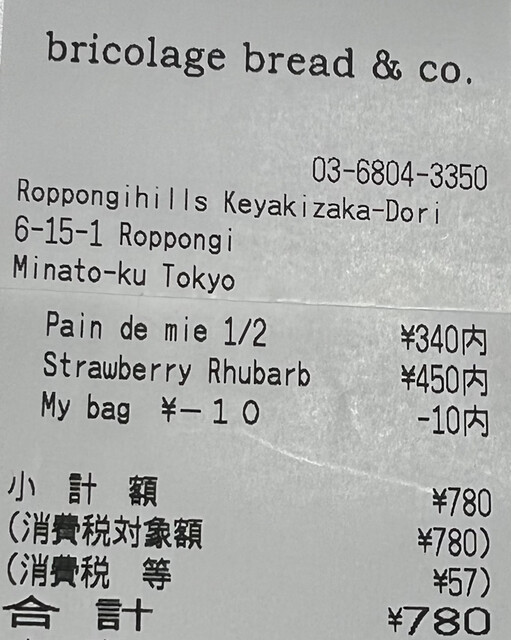 bricolage bread & co.
03-6804-3350
Roppongihills Keyakizaka-Dori
6-15-1 Roppongi
Minato-ku Tokyo
Pain de mie 1/2 ¥340内
Strawberry Rhubarb ¥450内
My bag ¥−10 -10内
小計額 ¥780
(消費税対象額 ¥780)
(消費税 等 ¥57)
合計 ¥780